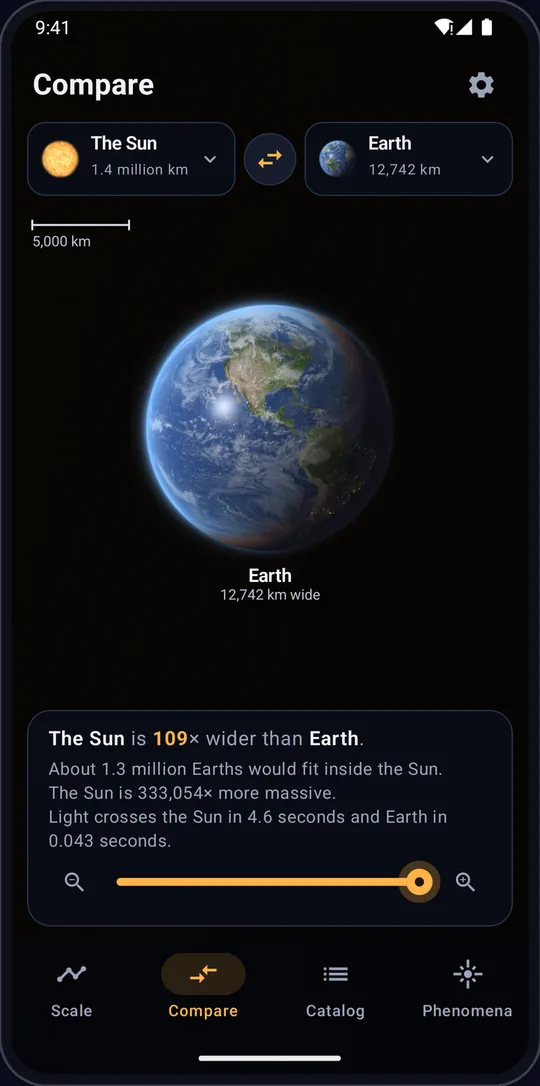 9:41
Compare
The Sun
1.4 million km
Earth
12,742 km
5,000 km
Earth
12,742 km wide
The Sun is 109× wider than Earth.
About 1.3 million Earths would fit inside the Sun.
The Sun is 333,054× more massive.
Light crosses the Sun in 4.6 seconds and Earth in
0.043 seconds.
Scale
Compare
Catalog
Phenomena